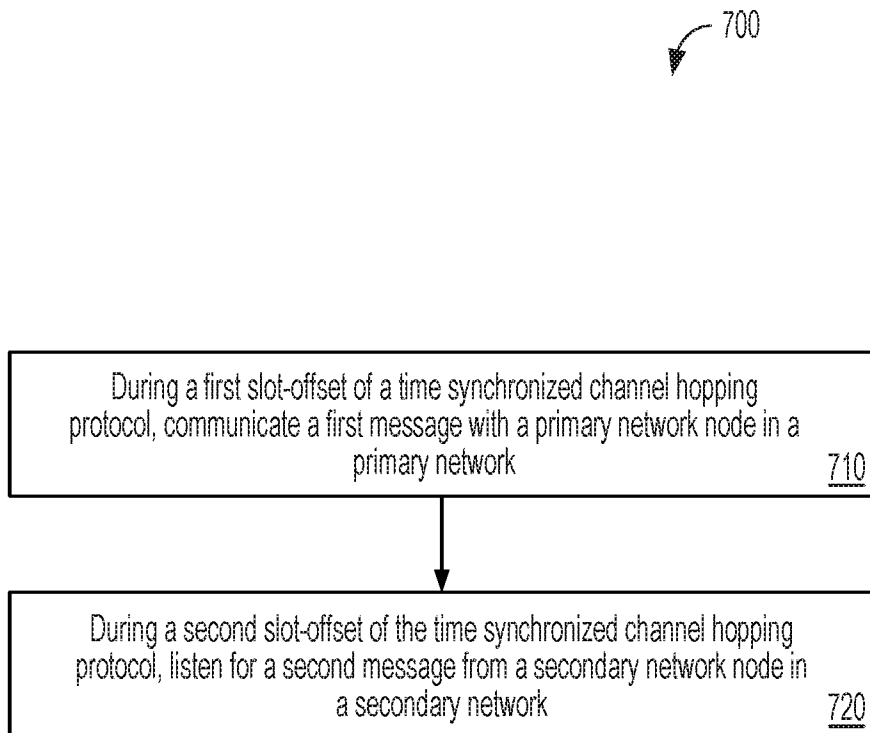 700
During a first slot-offset of a time synchronized channel hopping
protocol, communicate a first message with a primary network node in a
primary network
710
During a second slot-offset of the time synchronized channel hopping
protocol, listen for a second message from a secondary network node in
a secondary network
720